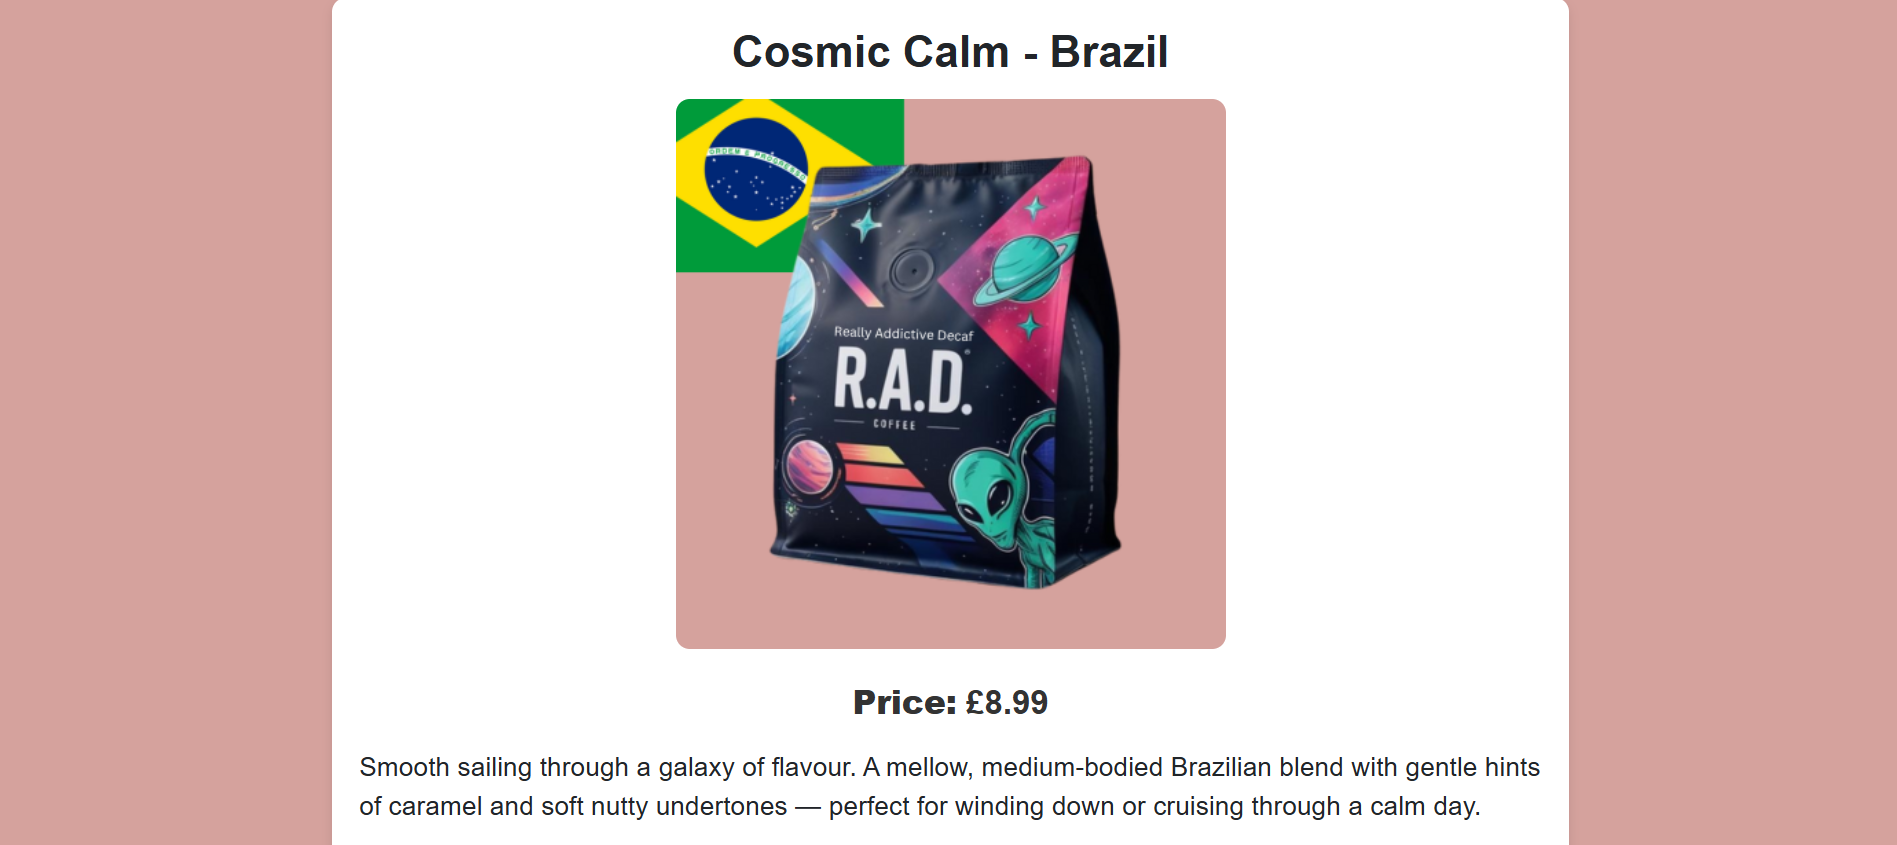 Cosmic Calm - Brazil
ORDEM E PROGRESSO
Really Addictive Decaf
R.A.D.
COFFEE
Price: £8.99
Smooth sailing through a galaxy of flavour. A mellow, medium-bodied Brazilian blend with gentle hints
of caramel and soft nutty undertones — perfect for winding down or cruising through a calm day.